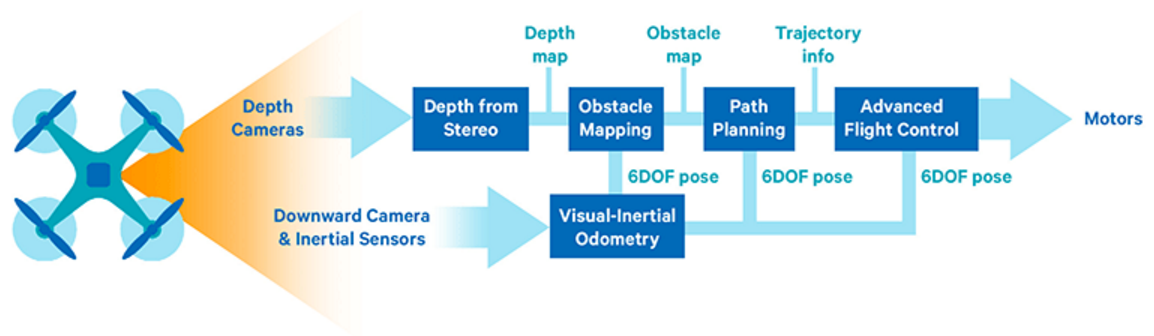 Depth
map
Obstacle
map
Trajectory
info
Depth
Cameras
Depth from
Stereo
Obstacle
Mapping
Path
Planning
Advanced
Flight Control
Motors
6DOF pose
6DOF pose
6DOF pose
Downward Camera
& Inertial Sensors
Visual-Inertial
Odometry